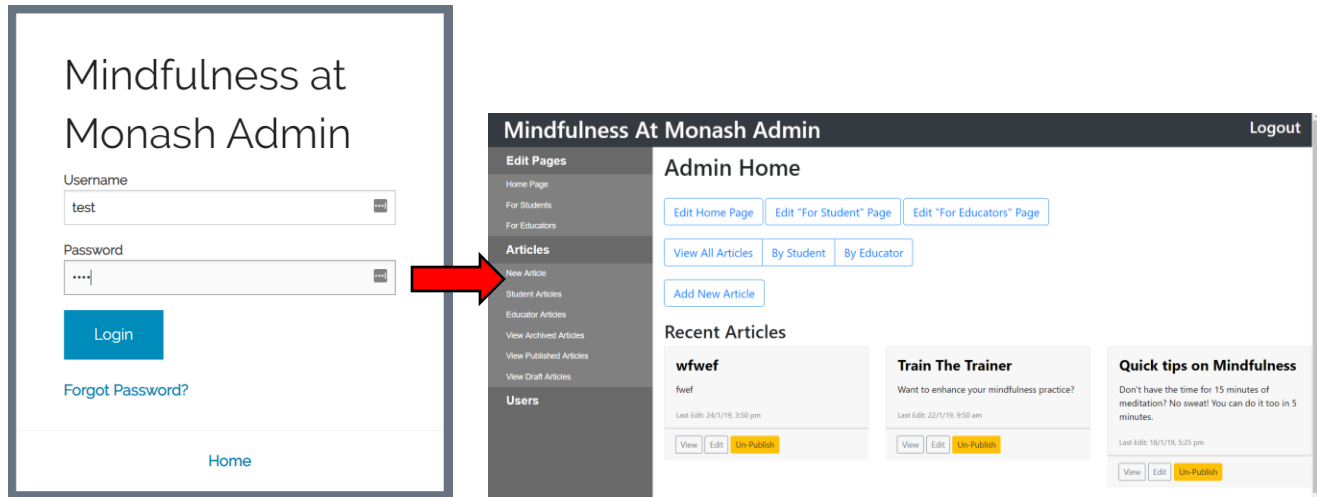 Mindfulness at
Monash Admin
Username
test
Password
••••
Login
Forgot Password?
Home
Mindfulness At Monash Admin
Logout
Edit Pages
Home Page
For Students
For Educators
Articles
New Article
Student Articles
Educator Articles
View Archived Articles
View Published Articles
View Draft Articles
Users
Admin Home
Edit Home Page Edit "For Student" Page Edit "For Educators" Page
View All Articles By Student By Educator
Add New Article
Recent Articles
wfwef
fwef
Last Edit: 24/1/19, 3:50 pm
View Edit Un-Publish
Train The Trainer
Want to enhance your mindfulness practice?
Last Edit: 22/1/19, 9:50 am
View Edit Un-Publish
Quick tips on Mindfulness
Don't have the time for 15 minutes of
meditation? No sweat! You can do it too in 5
minutes.
Last Edit: 18/1/19, 5:25 pm
View Edit Un-Publish